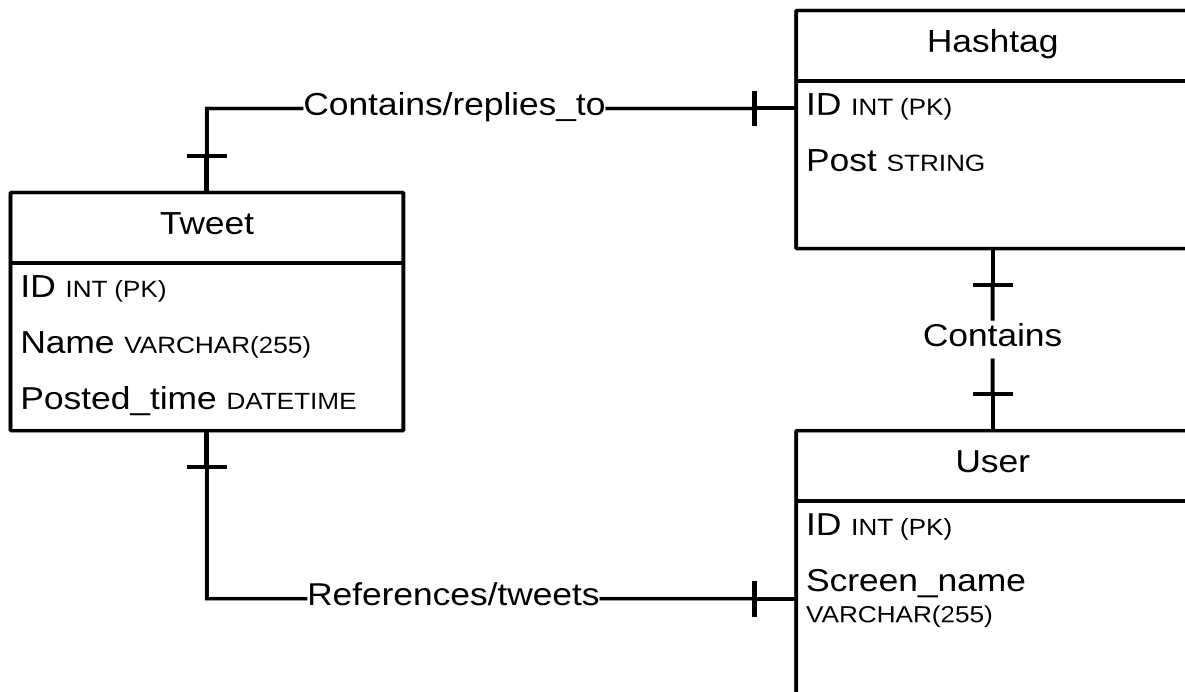 Hashtag
ID INT (PK)
Post STRING
Contains/replies_to
Tweet
ID INT (PK)
Name VARCHAR(255)
Posted_time DATETIME
Contains
User
ID INT (PK)
Screen_name
VARCHAR(255)
References/tweets